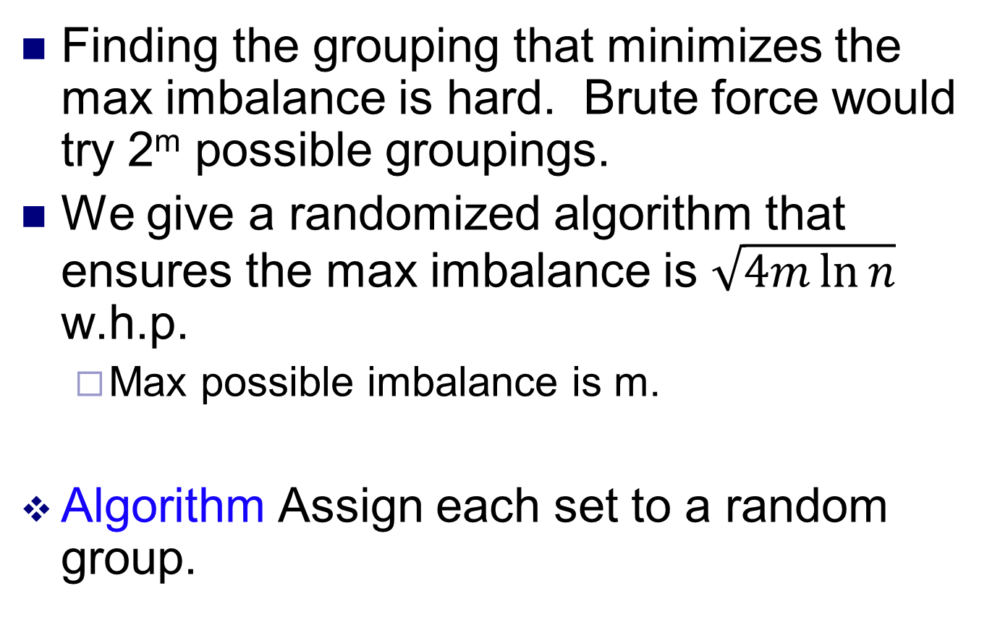 Finding the grouping that minimizes the
max imbalance is hard.  Brute force would
try 2ᵐ possible groupings.
We give a randomized algorithm that
ensures the max imbalance is √(4m ln n)
w.h.p.
Max possible imbalance is m.
Algorithm Assign each set to a random
group.